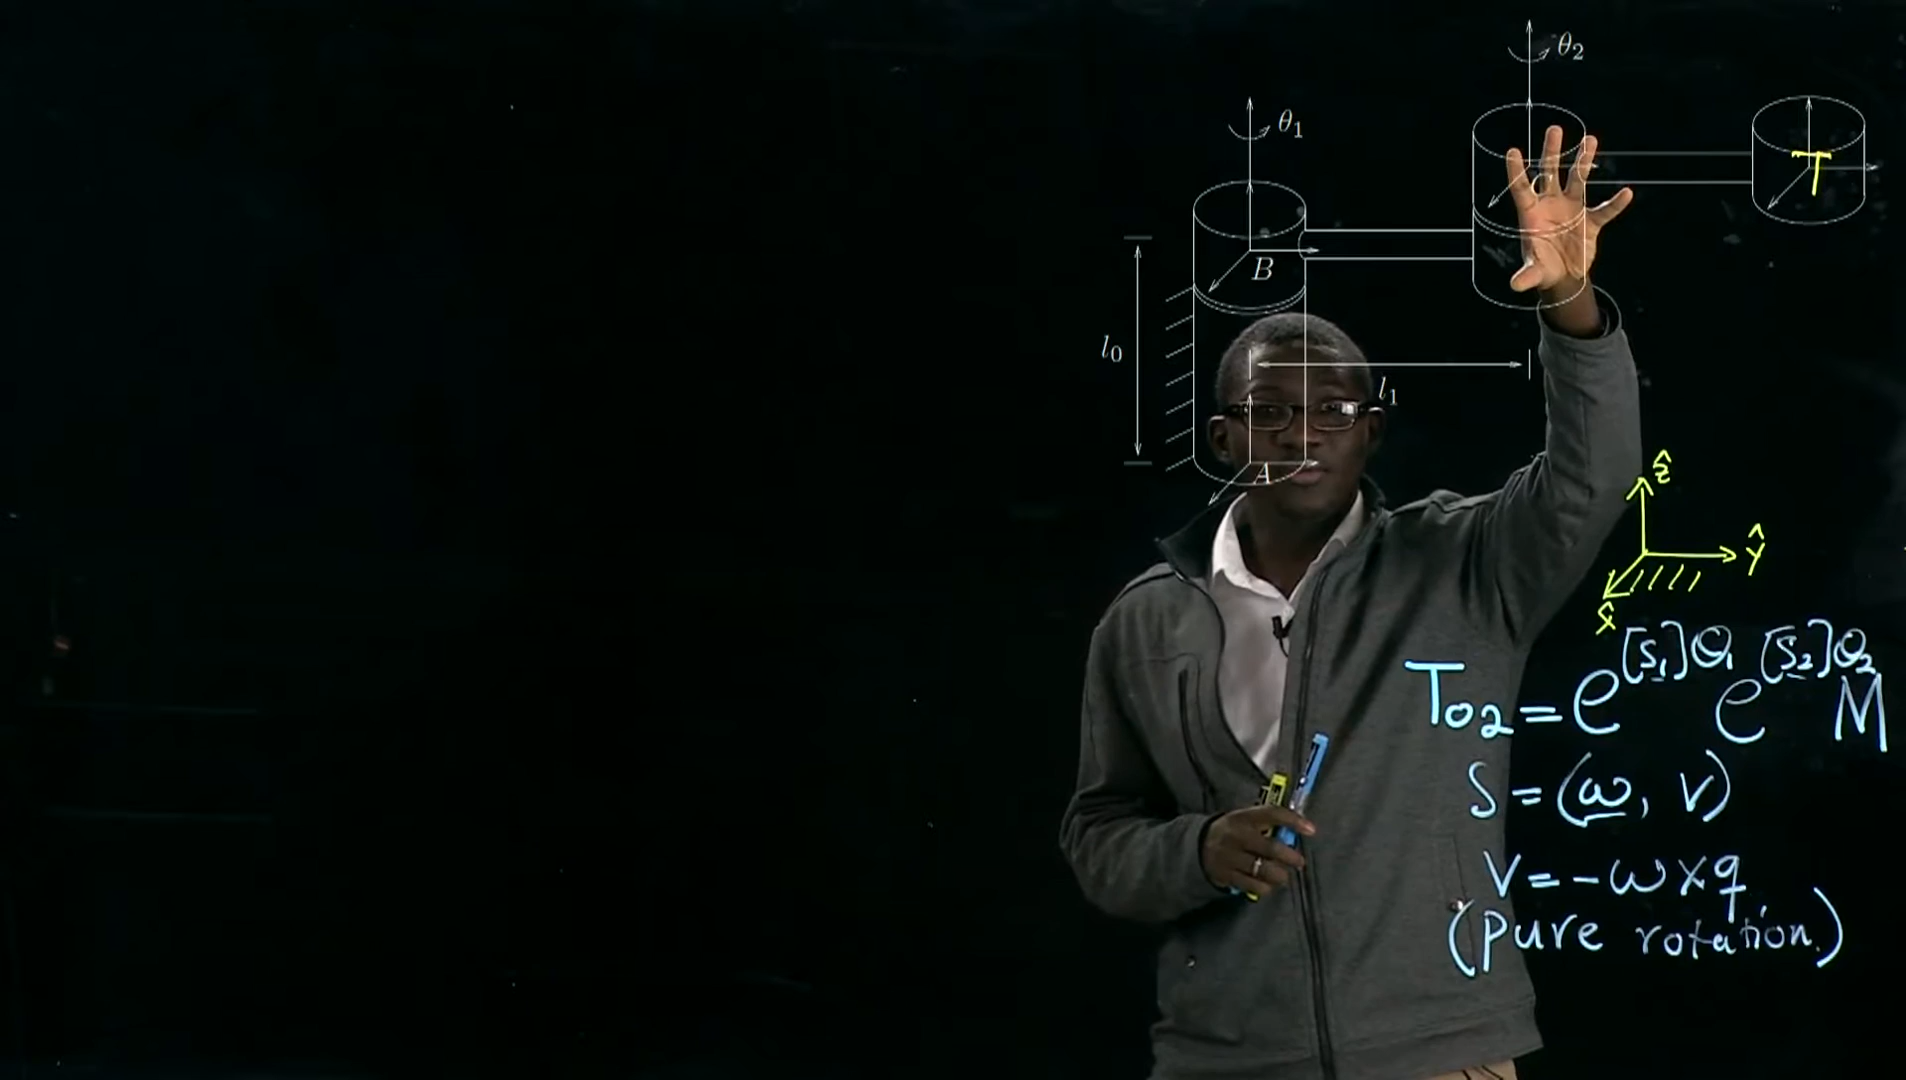 θ₂
θ₁
T
C
B
l₀
l₁
A
ẑ
ŷ
x̂
T₀₂ = e^{[S₁]θ₁} e^{[S₂]θ₂} M
S = (ω, v)
v = -ω × q
(pure rotation.)